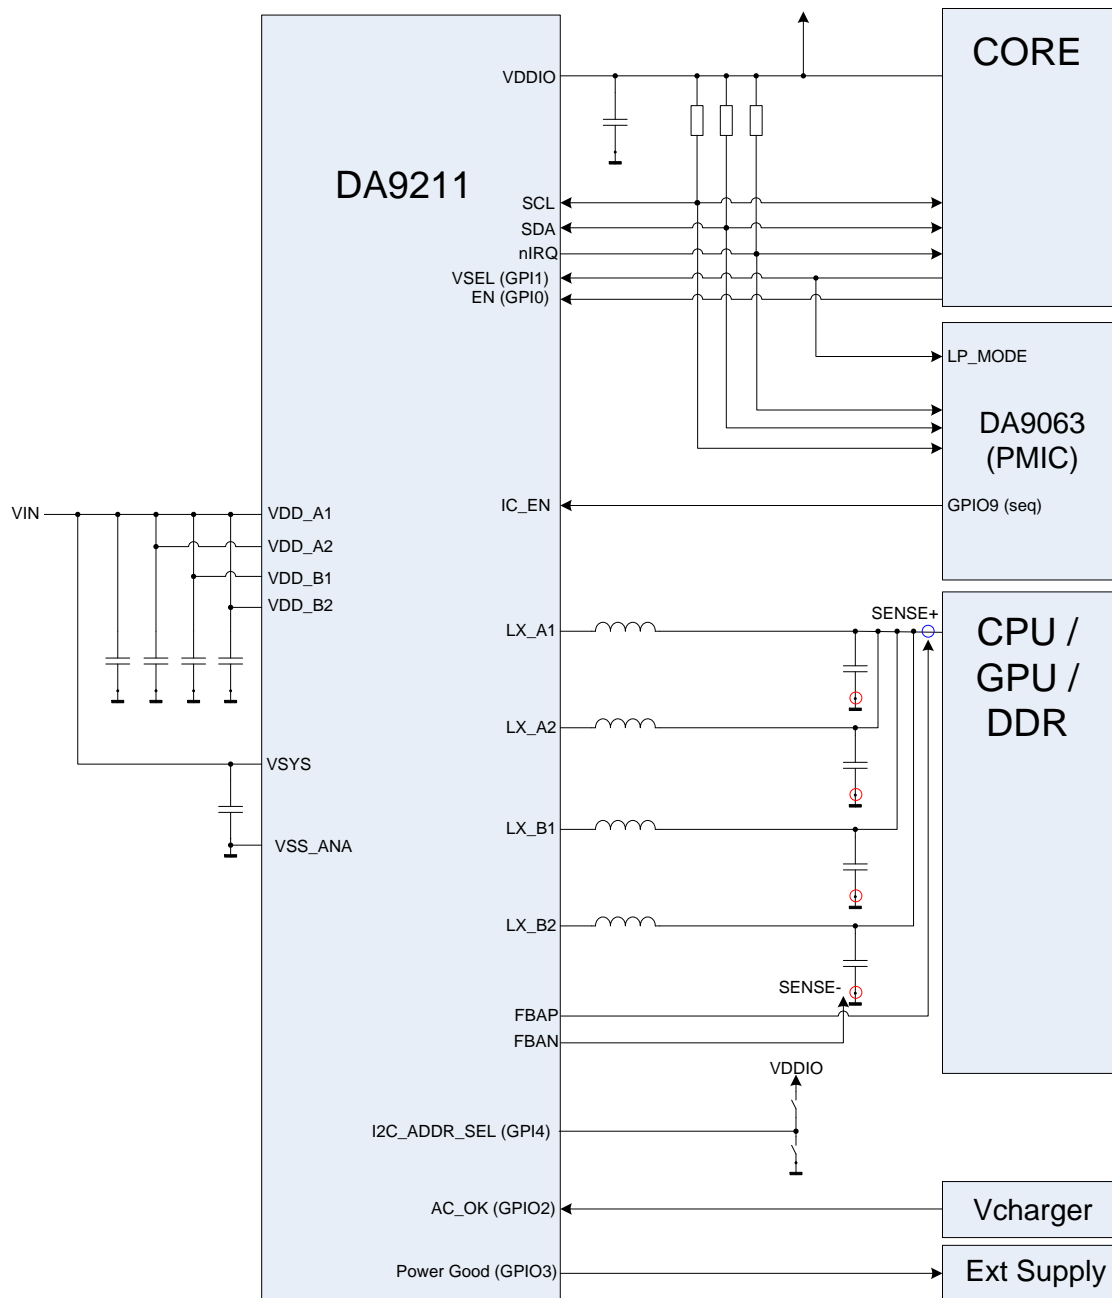 CORE
VDDIO
DA9211
SCL
SDA
nIRQ
VSEL (GPI1)
EN (GPI0)
LP_MODE
DA9063
(PMIC)
VIN
VDD_A1
IC_EN
GPIO9 (seq)
VDD_A2
VDD_B1
VDD_B2
SENSE+
LX_A1
CPU /
GPU /
DDR
LX_A2
VSYS
LX_B1
VSS_ANA
LX_B2
SENSE-
FBAP
FBAN
VDDIO
I2C_ADDR_SEL (GPI4)
AC_OK (GPIO2)
Vcharger
Power Good (GPIO3)
Ext Supply